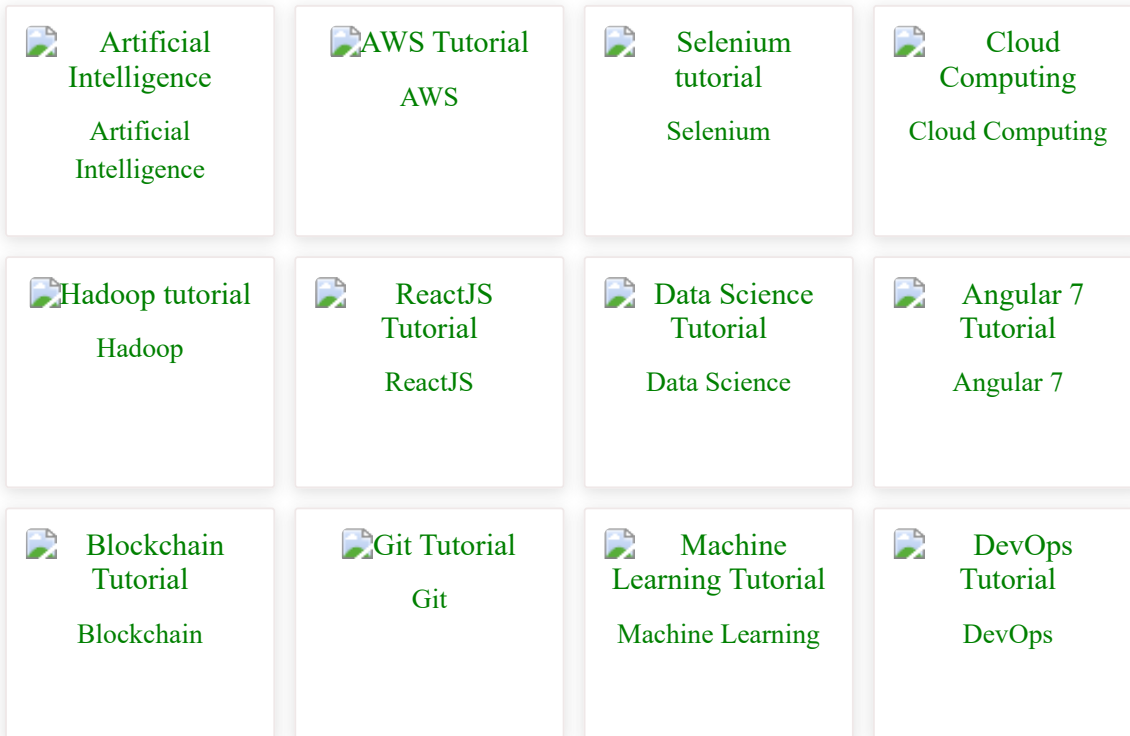 Artificial
Intelligence
Artificial
Intelligence
AWS Tutorial
AWS
Selenium
tutorial
Selenium
Cloud
Computing
Cloud Computing
Hadoop tutorial
Hadoop
ReactJS
Tutorial
ReactJS
Data Science
Tutorial
Data Science
Angular 7
Tutorial
Angular 7
Blockchain
Tutorial
Blockchain
Git Tutorial
Git
Machine
Learning Tutorial
Machine Learning
DevOps
Tutorial
DevOps